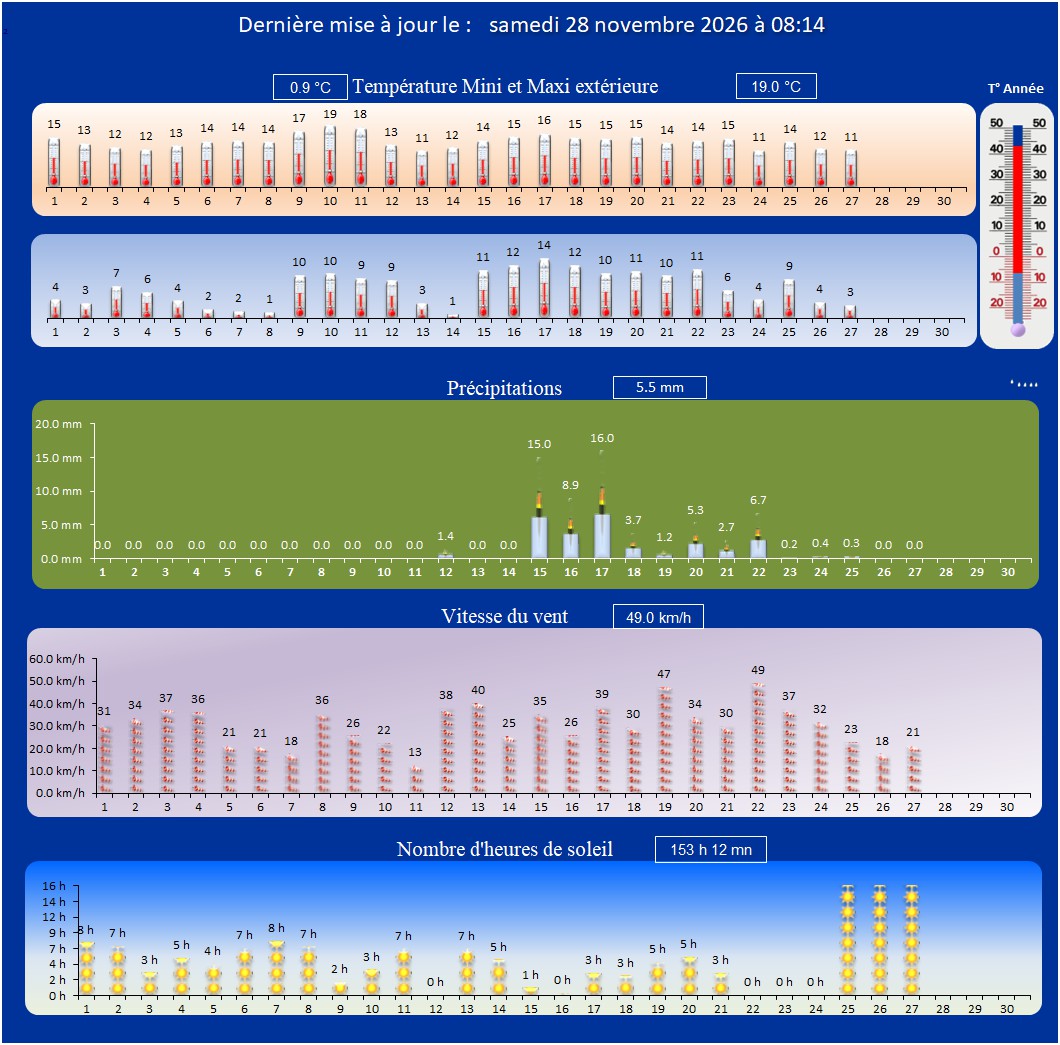 Dernière mise à jour le : samedi 28 novembre 2026 à 08:14
0.9 °C Température Mini et Maxi extérieure 19.0 °C
T° Année
15 13 12 12 13 14 14 14 17 19 18 13 11 12 14 15 16 15 15 15 14 14 15 11 14 12 11
1 2 3 4 5 6 7 8 9 10 11 12 13 14 15 16 17 18 19 20 21 22 23 24 25 26 27 28 29 30
50 50
40 40
30 30
20 20
10 10
0 0
10 10
20 20
4 3 7 6 4 2 2 1 10 10 9 9 3 1 11 12 14 12 10 11 10 11 6 4 9 4 3
1 2 3 4 5 6 7 8 9 10 11 12 13 14 15 16 17 18 19 20 21 22 23 24 25 26 27 28 29 30
Précipitations 5.5 mm
20.0 mm
15.0 mm
10.0 mm
5.0 mm
0.0 mm
0.0 0.0 0.0 0.0 0.0 0.0 0.0 0.0 0.0 0.0 0.0 1.4 0.0 0.0 15.0 8.9 16.0 3.7 1.2 5.3 2.7 6.7 0.2 0.4 0.3 0.0 0.0
1 2 3 4 5 6 7 8 9 10 11 12 13 14 15 16 17 18 19 20 21 22 23 24 25 26 27 28 29 30
Vitesse du vent 49.0 km/h
60.0 km/h
50.0 km/h
40.0 km/h
30.0 km/h
20.0 km/h
10.0 km/h
0.0 km/h
31 34 37 36 21 21 18 36 26 22 13 38 40 25 35 26 39 30 47 34 30 49 37 32 23 18 21
1 2 3 4 5 6 7 8 9 10 11 12 13 14 15 16 17 18 19 20 21 22 23 24 25 26 27 28 29 30
Nombre d'heures de soleil 153 h 12 mn
16 h
14 h
12 h
9 h
7 h
4 h
2 h
0 h
8 h 7 h 3 h 5 h 4 h 7 h 8 h 7 h 2 h 3 h 7 h 0 h 7 h 5 h 1 h 0 h 3 h 3 h 5 h 5 h 3 h 0 h 0 h 0 h
1 2 3 4 5 6 7 8 9 10 11 12 13 14 15 16 17 18 19 20 21 22 23 24 25 26 27 28 29 30